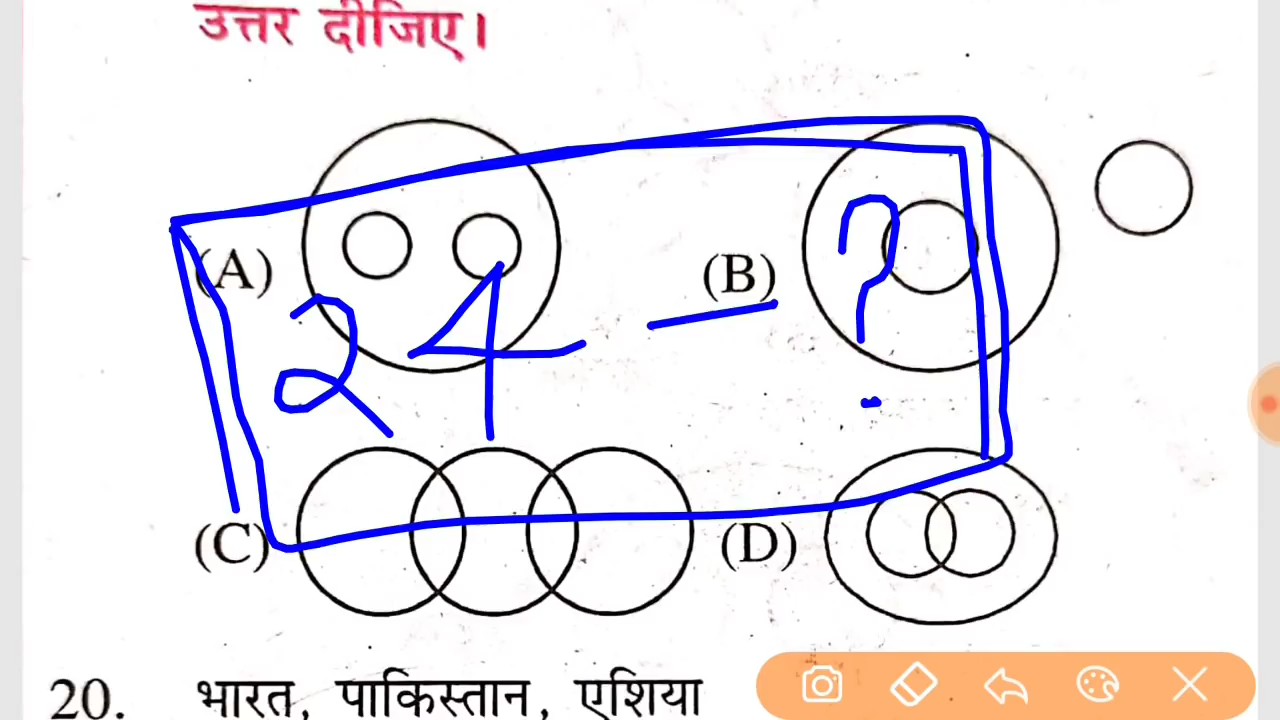 उत्तर दीजिए।
(A) (B)
24 - ?
(C) (D)
20. भारत, पाकिस्तान, एशिया